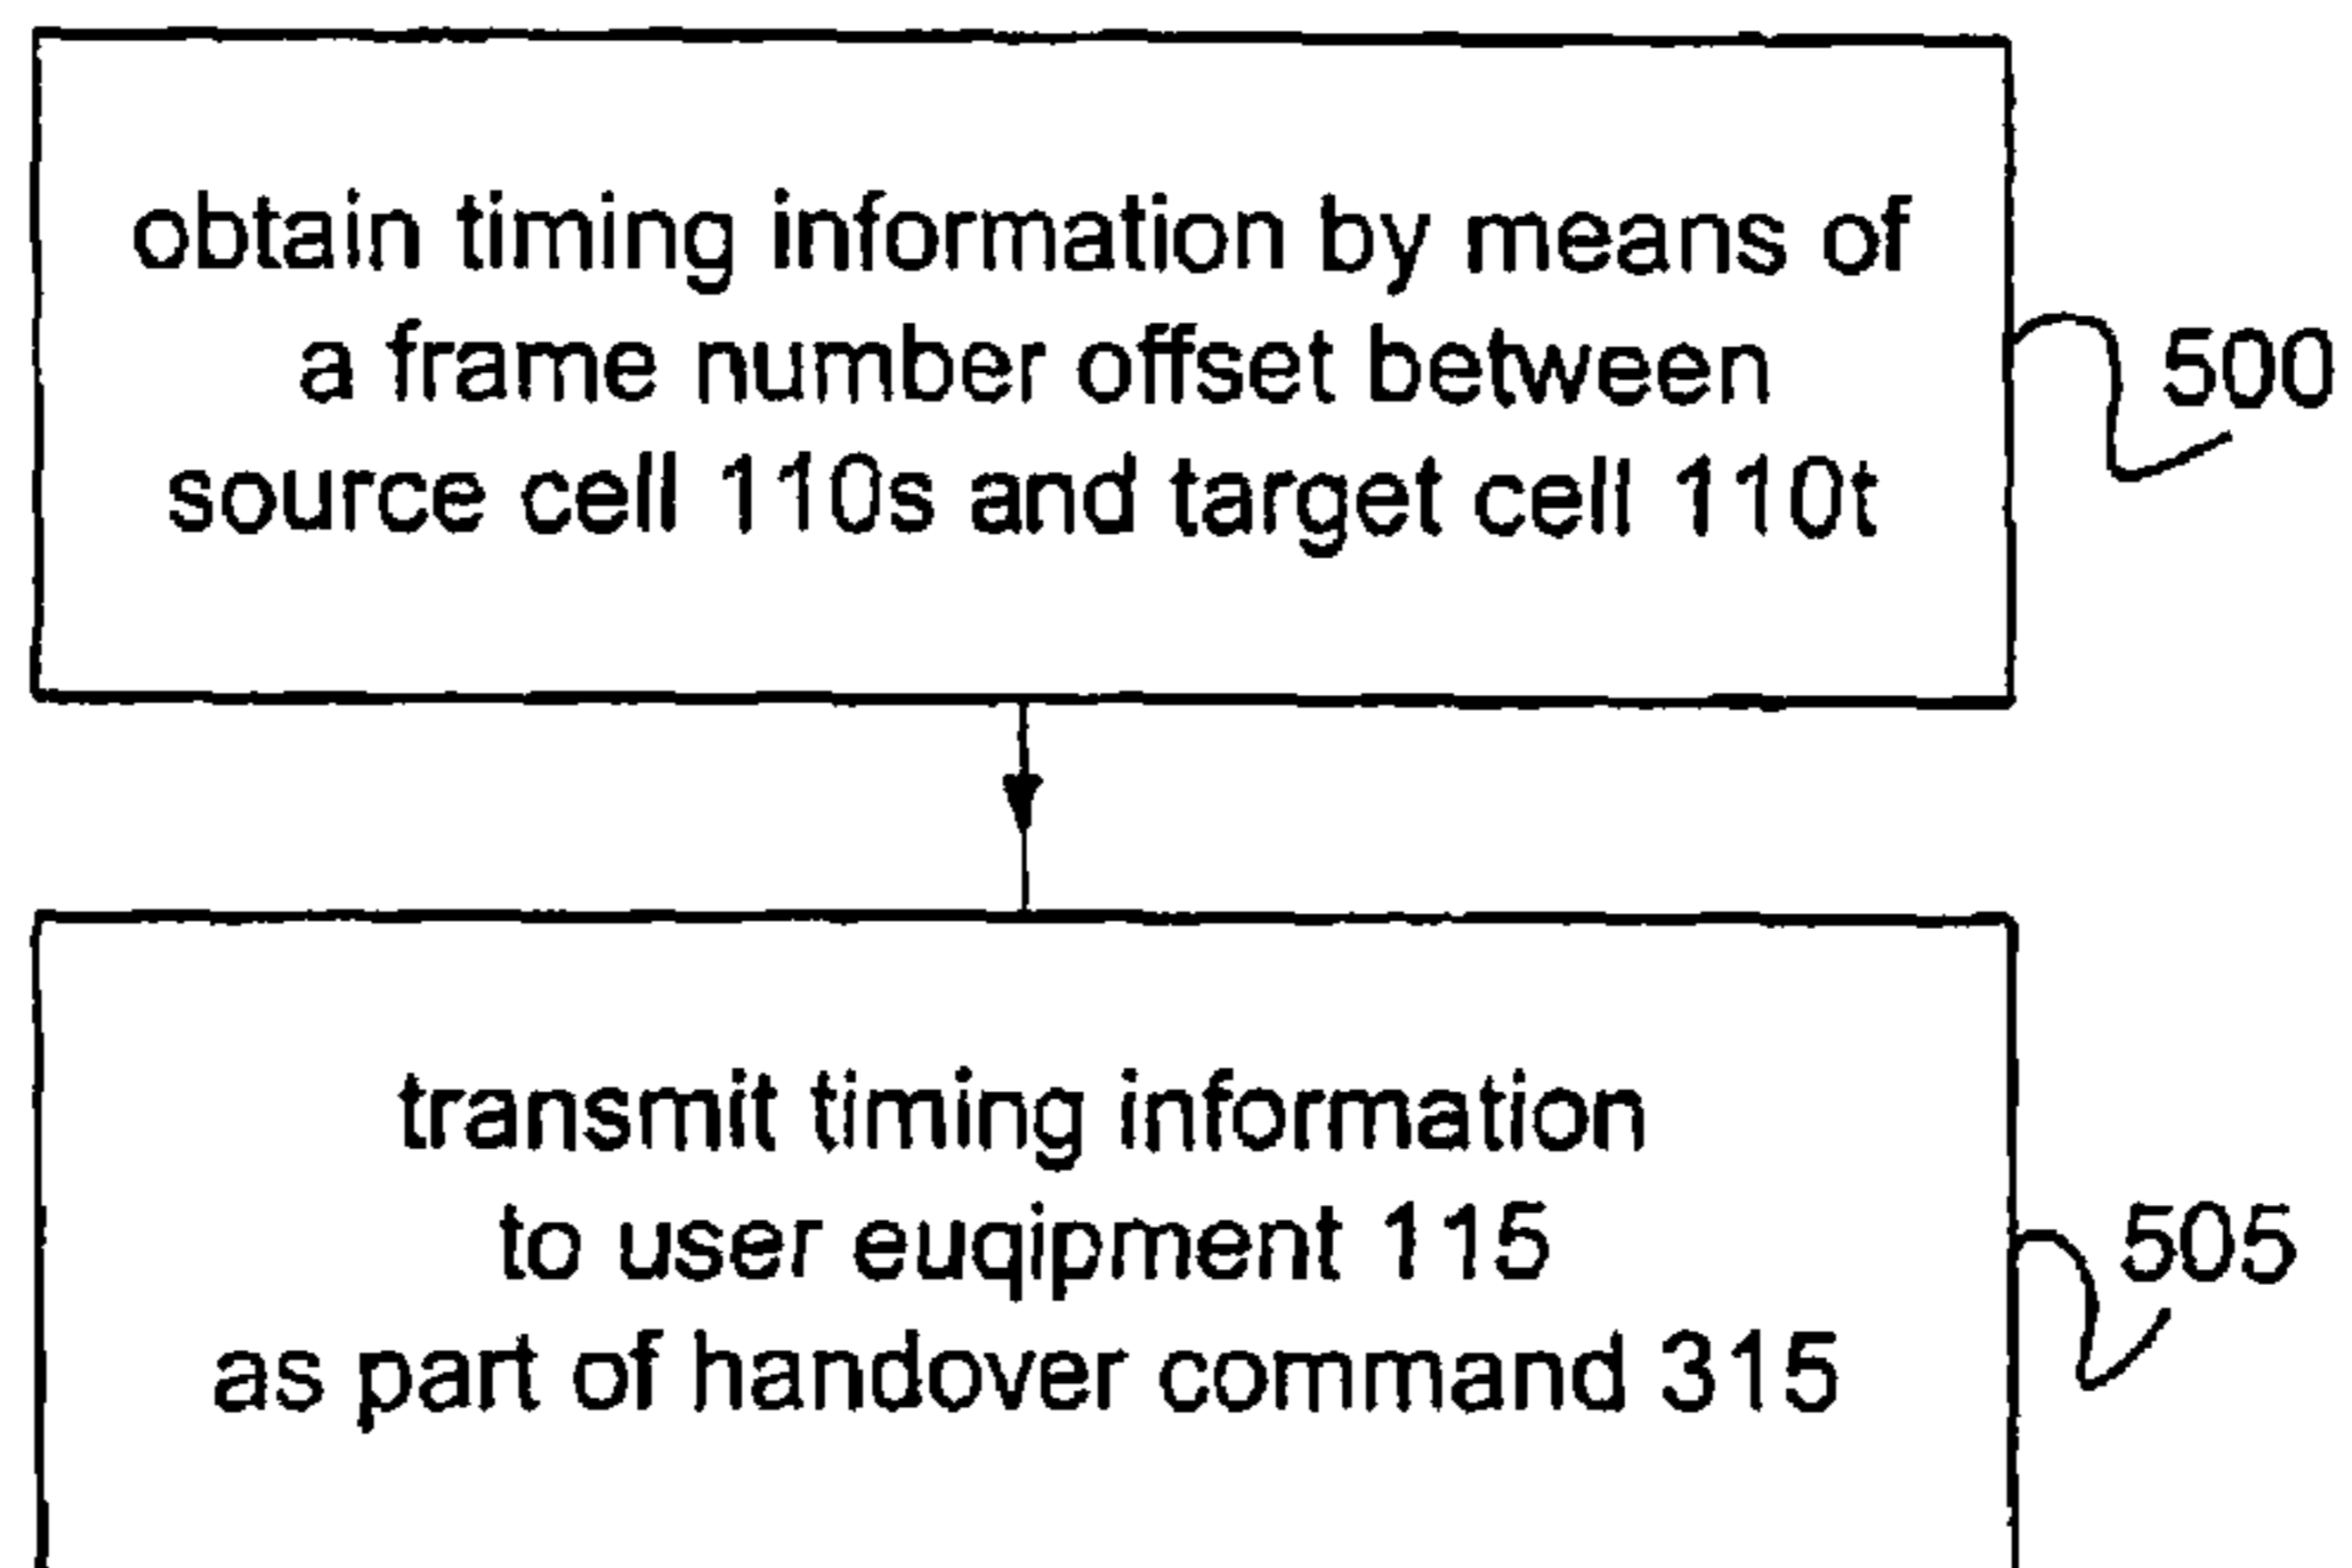 obtain timing information by means of
a frame number offset between
source cell 110s and target cell 110t
500
transmit timing information
to user euqipment 115
as part of handover command 315
505